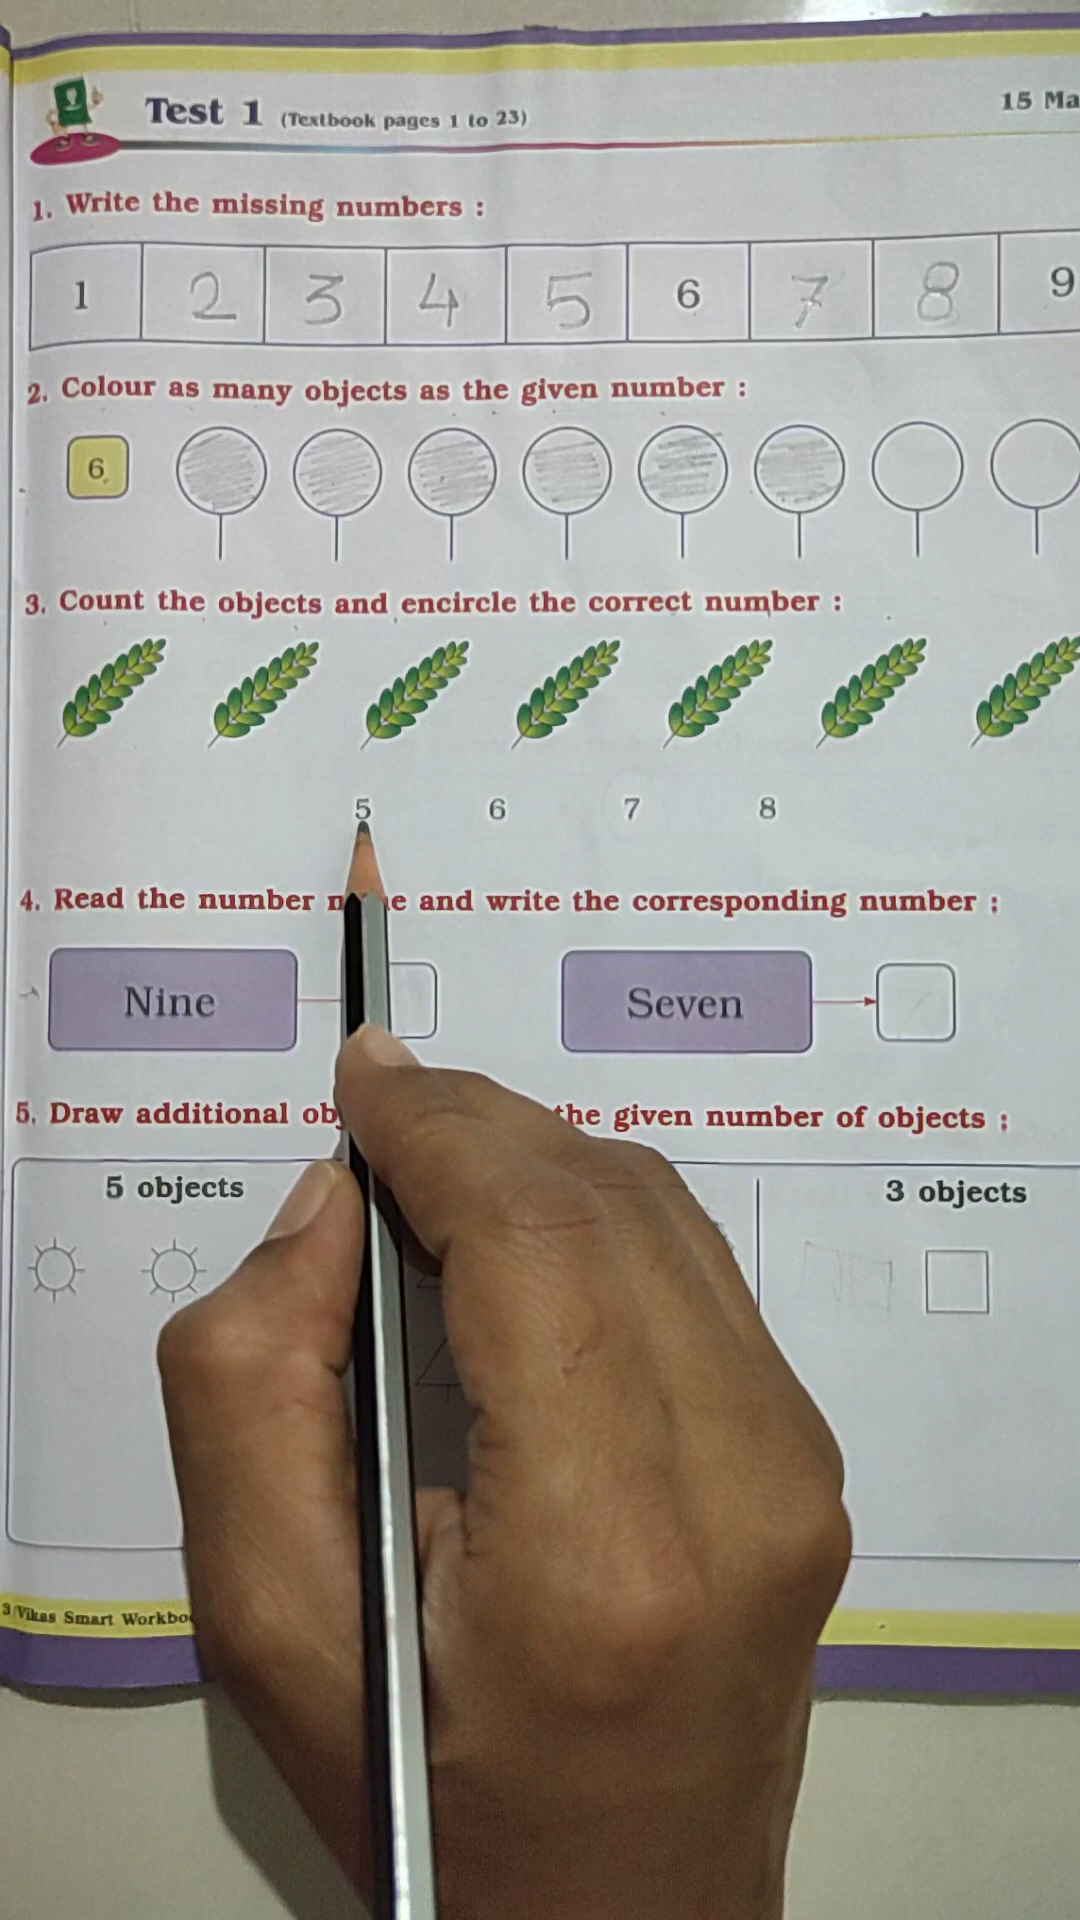 Test 1 (Textbook pages 1 to 23)
15 Ma
1. Write the missing numbers :
1 2 3 4 5 6 7 8 9
2. Colour as many objects as the given number :
6
3. Count the objects and encircle the correct number :
5 6 7 8
4. Read the number n e and write the corresponding number :
Nine Seven
5. Draw additional ob the given number of objects :
5 objects 3 objects
3/Vikas Smart Workbo